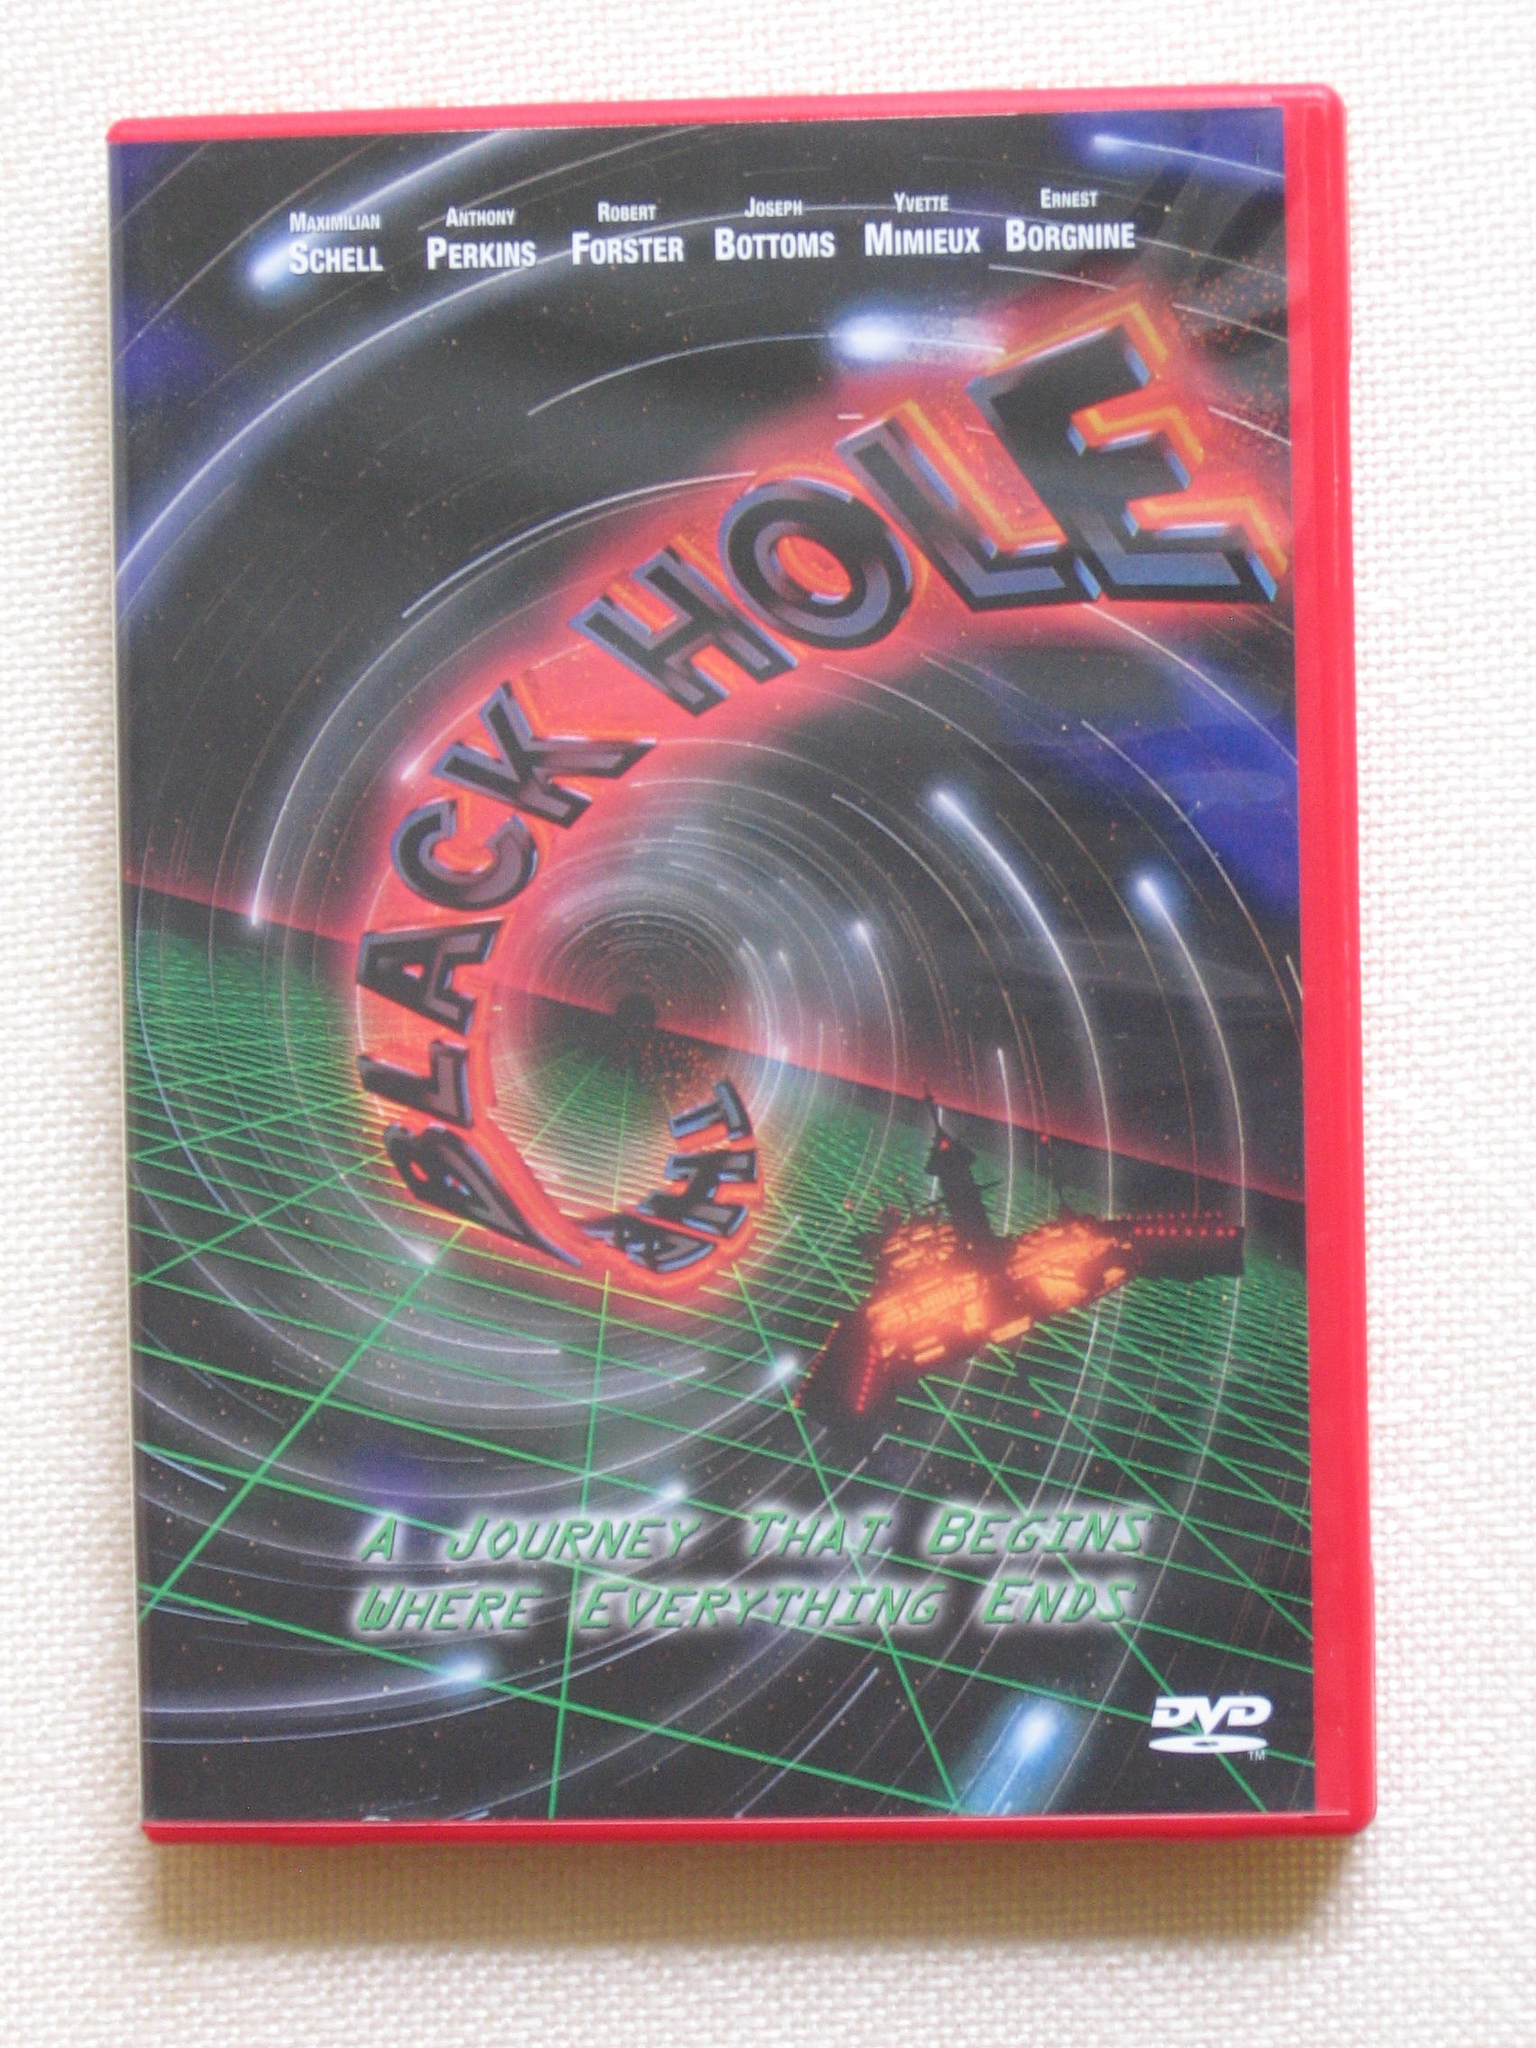 MAXIMILIAN SCHELL
ANTHONY PERKINS
ROBERT FORSTER
JOSEPH BOTTOMS
YVETTE MIMIEUX
ERNEST BORGNINE
THE BLACK HOLE
A JOURNEY THAT BEGINS
WHERE EVERYTHING ENDS
DVD
TM